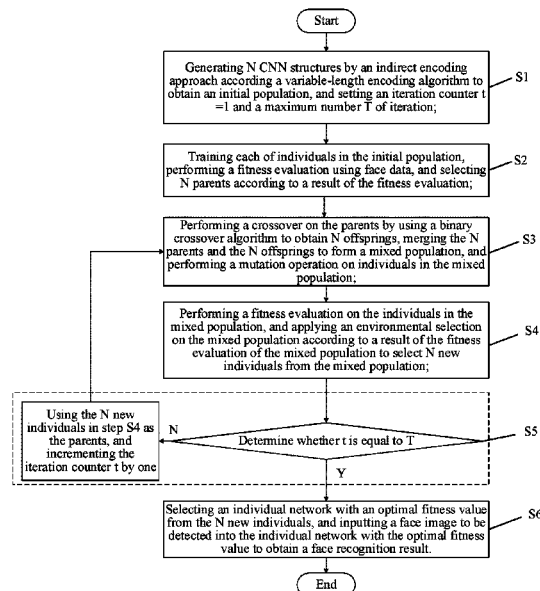 Start
Generating N CNN structures by an indirect encoding
approach according a variable-length encoding algorithm to
obtain an initial population, and setting an iteration counter t
=1 and a maximum number T of iteration;
S1
Training each of individuals in the initial population,
performing a fitness evaluation using face data, and selecting
N parents according to a result of the fitness evaluation;
S2
Performing a crossover on the parents by using a binary
crossover algorithm to obtain N offsprings, merging the N
parents and the N offsprings to form a mixed population, and
performing a mutation operation on individuals in the mixed
population;
S3
Performing a fitness evaluation on the individuals in the
mixed population, and applying an environmental selection
on the mixed population according to a result of the fitness
evaluation of the mixed population to select N new
individuals from the mixed population;
S4
Using the N new
individuals in step S4 as
the parents, and
incrementing the
iteration counter t by one
N
Determine whether t is equal to T
S5
Y
Selecting an individual network with an optimal fitness value
from the N new individuals, and inputting a face image to be
detected into the individual network with the optimal fitness
value to obtain a face recognition result.
S6
End